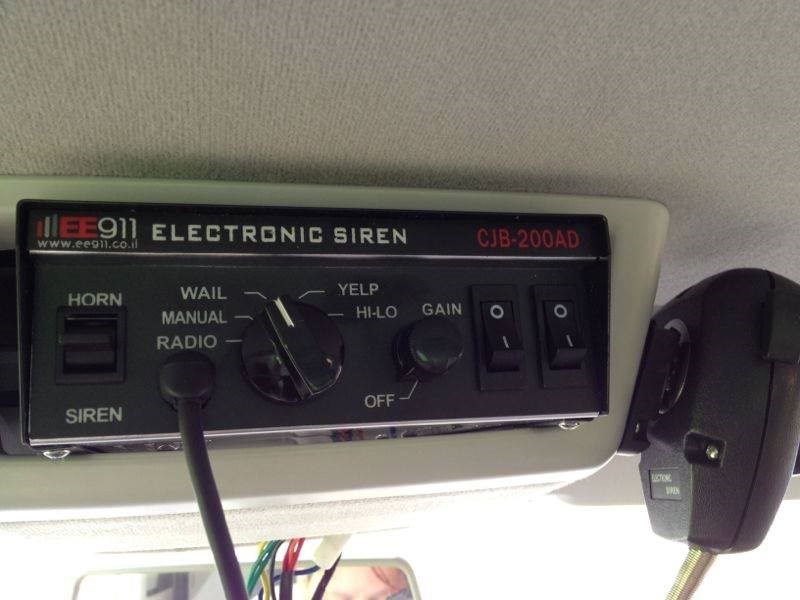 EE911 ELECTRONIC SIREN CJB-200AD
www.ee911.co.il
HORN WAIL YELP
MANUAL HI-LO GAIN O O
RADIO I I
SIREN OFF
ELECTRONIC
SIREN